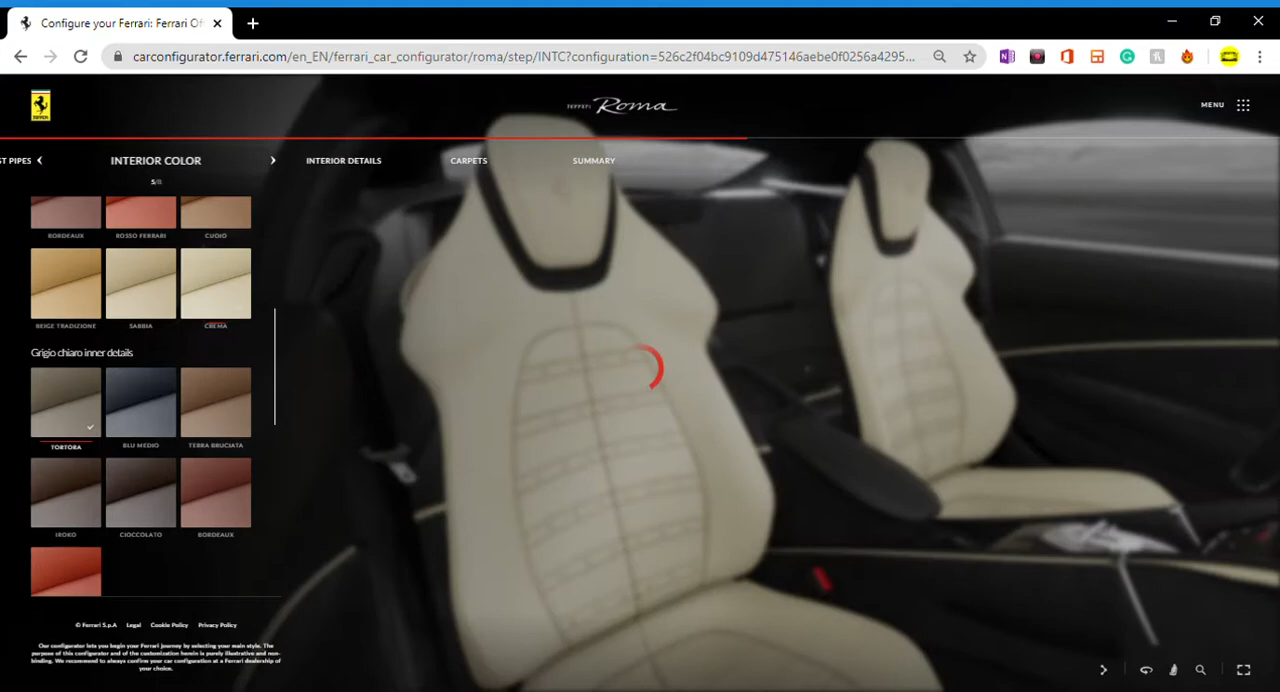 Configure your Ferrari: Ferrari Of
carconfigurator.ferrari.com/en_EN/ferrari_car_configurator/roma/step/INTC?configuration=526c2f04bc9109d475146aebe0f0256a4295...
FERRARI Roma
MENU
ST PIPES
INTERIOR COLOR
INTERIOR DETAILS
CARPETS
SUMMARY
5/8
BORDEAUX
ROSSO FERRARI
CUOIO
BEIGE TRADIZIONE
SABBIA
CREMA
Grigio chiaro inner details
TORTORA
BLU MEDIO
TERRA BRUCIATA
IROKO
CIOCCOLATO
BORDEAUX
© Ferrari S.p.A Legal Cookie Policy Privacy Policy
Our configurator lets you begin your Ferrari journey by selecting your main style. The
purpose of this configurator and of the customization herein is purely illustrative and non-
binding. We recommend to always confirm your car configuration at a Ferrari dealership of
your choice.